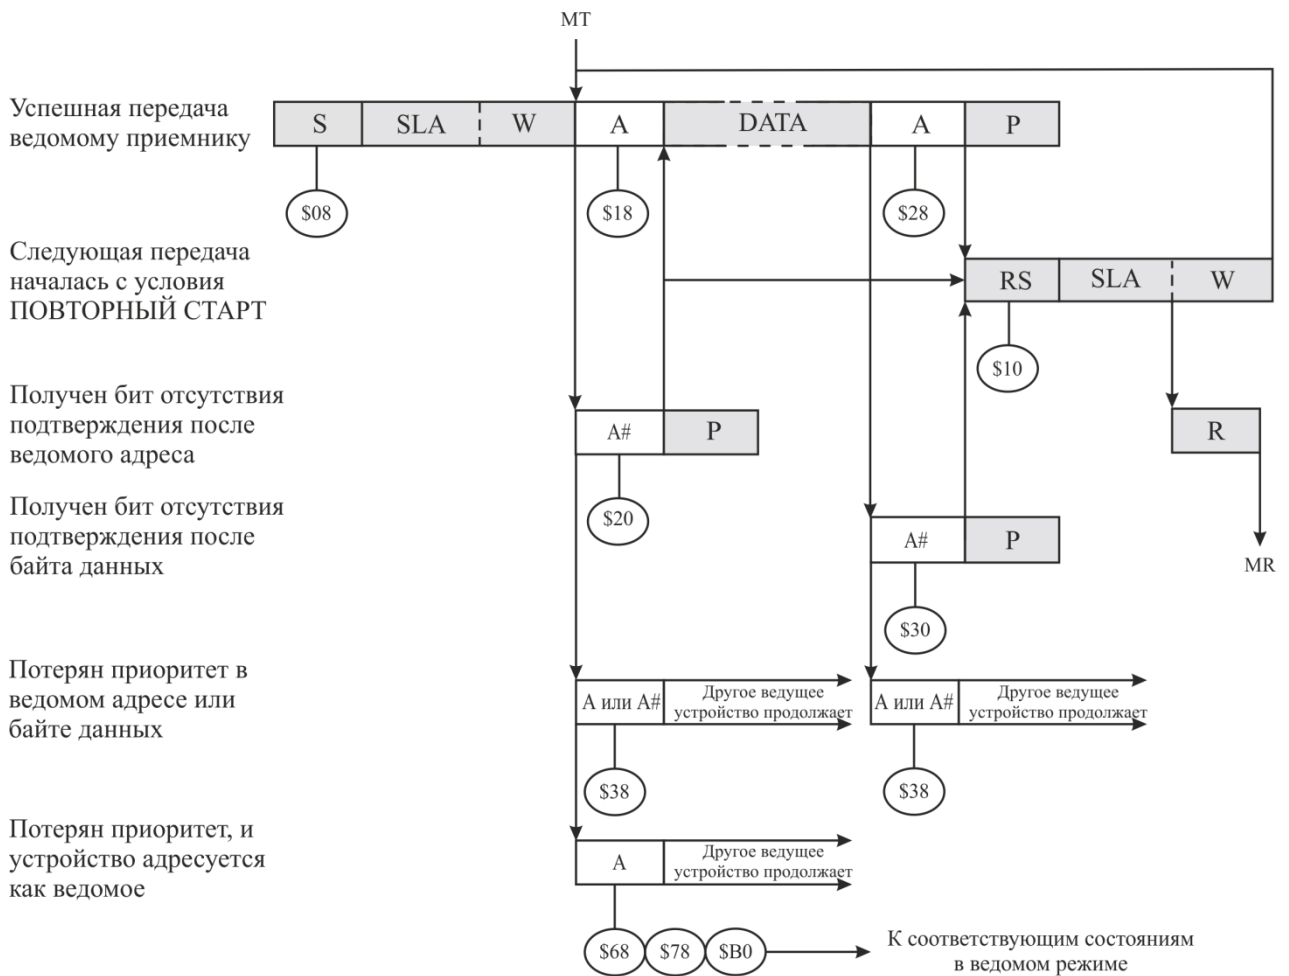 MT
Успешная передача
ведомому приемнику
S SLA W A DATA A P
$08 $18 $28
Следующая передача
началась с условия
ПОВТОРНЫЙ СТАРТ
RS SLA W
$10
Получен бит отсутствия
подтверждения после
ведомого адреса
A# P R
$20
Получен бит отсутствия
подтверждения после
байта данных
A# P
MR
$30
Потерян приоритет в
ведомом адресе или
байте данных
А или А# Другое ведущее
устройство продолжает
А или А# Другое ведущее
устройство продолжает
$38 $38
Потерян приоритет, и
устройство адресуется
как ведомое
A Другое ведущее
устройство продолжает
$68 $78 $B0
К соответствующим состояниям
в ведомом режиме